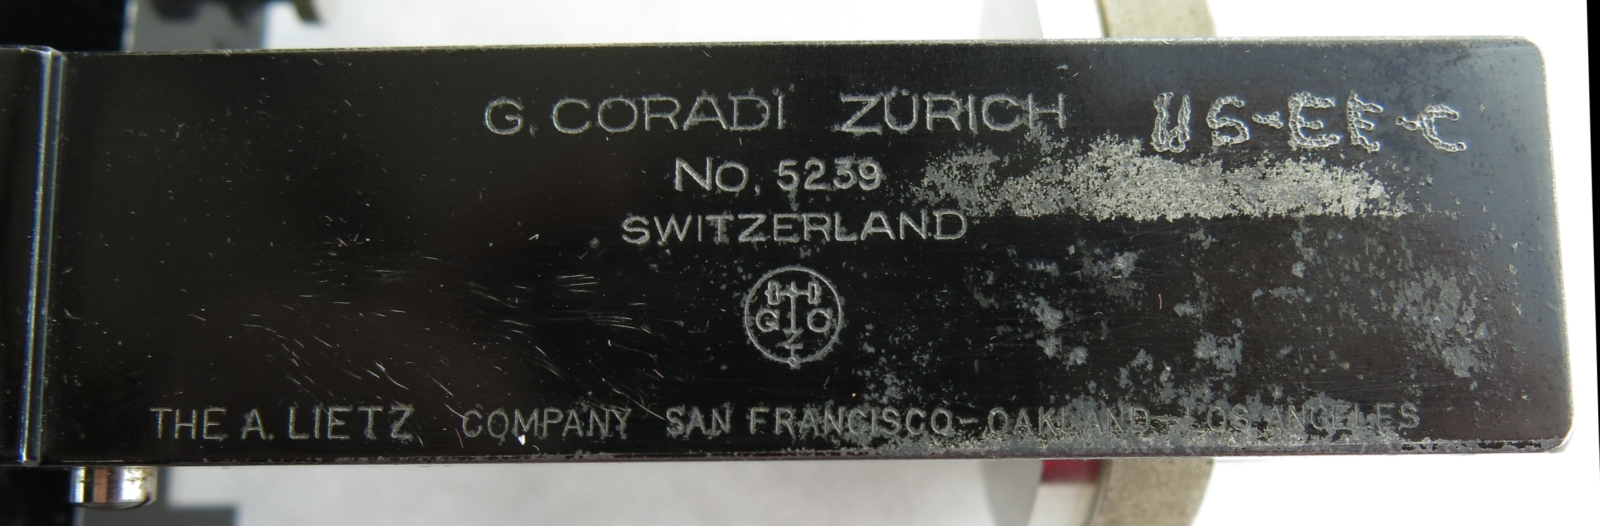 G. CORADI ZÜRICH US-EE-C
No. 5239
SWITZERLAND
G C
THE A. LIETZ COMPANY SAN FRANCISCO-OAKLAND-LOS ANGELES